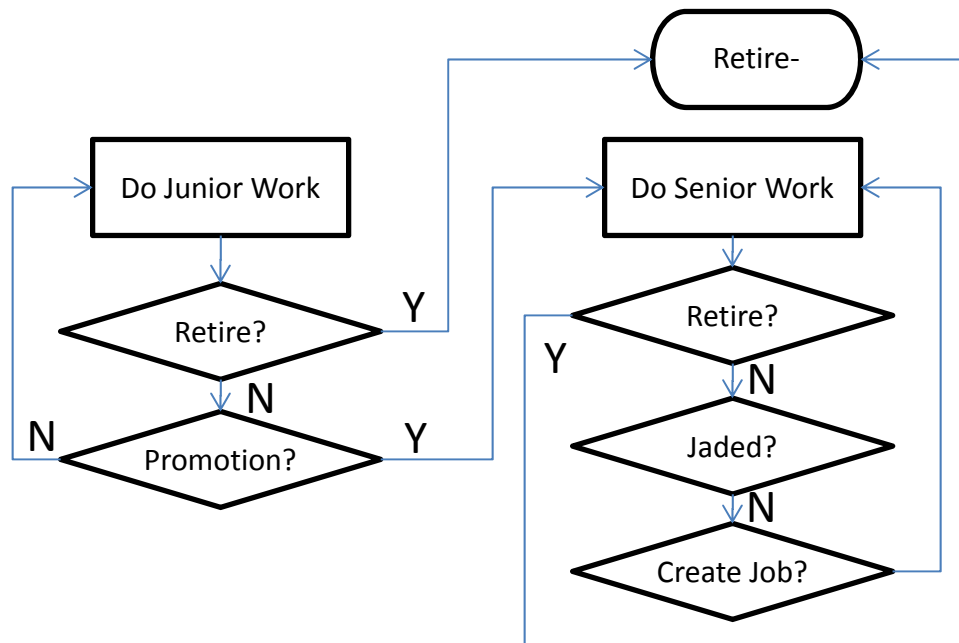 Retire-
Do Junior Work
Do Senior Work
Retire?
Y
Retire?
Y
N
N
N
Promotion?
Y
Jaded?
N
Create Job?